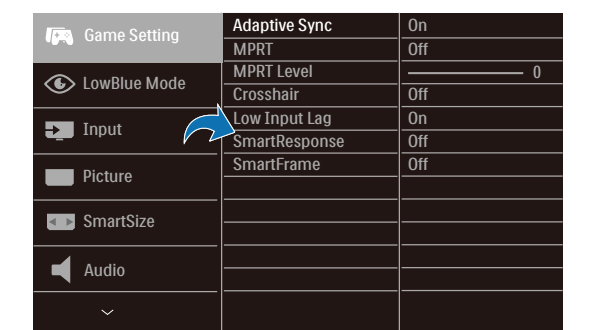 Game Setting
LowBlue Mode
Input
Picture
SmartSize
Audio
Adaptive Sync On
MPRT Off
MPRT Level 0
Crosshair Off
Low Input Lag On
SmartResponse Off
SmartFrame Off